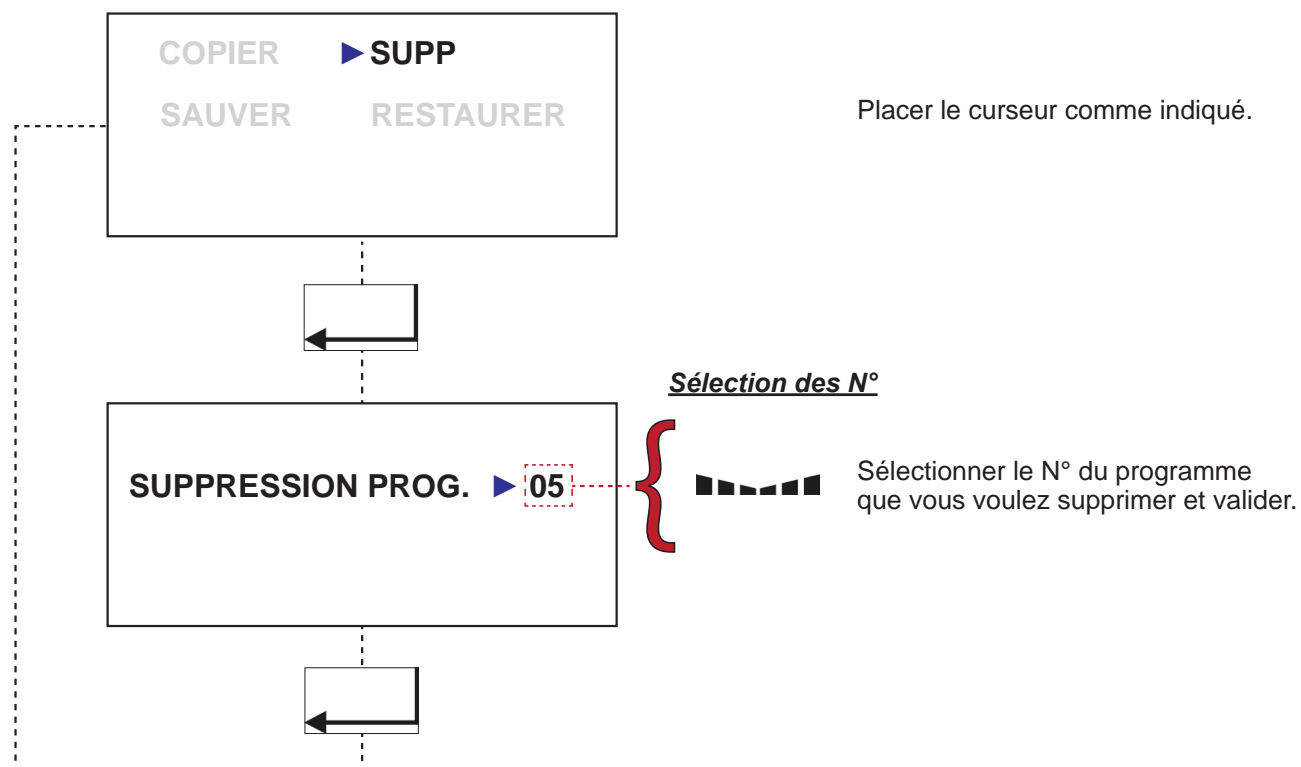 COPIER ►SUPP
SAUVER RESTAURER
Placer le curseur comme indiqué.
Sélection des N°
SUPPRESSION PROG. ► 05
Sélectionner le N° du programme
que vous voulez supprimer et valider.